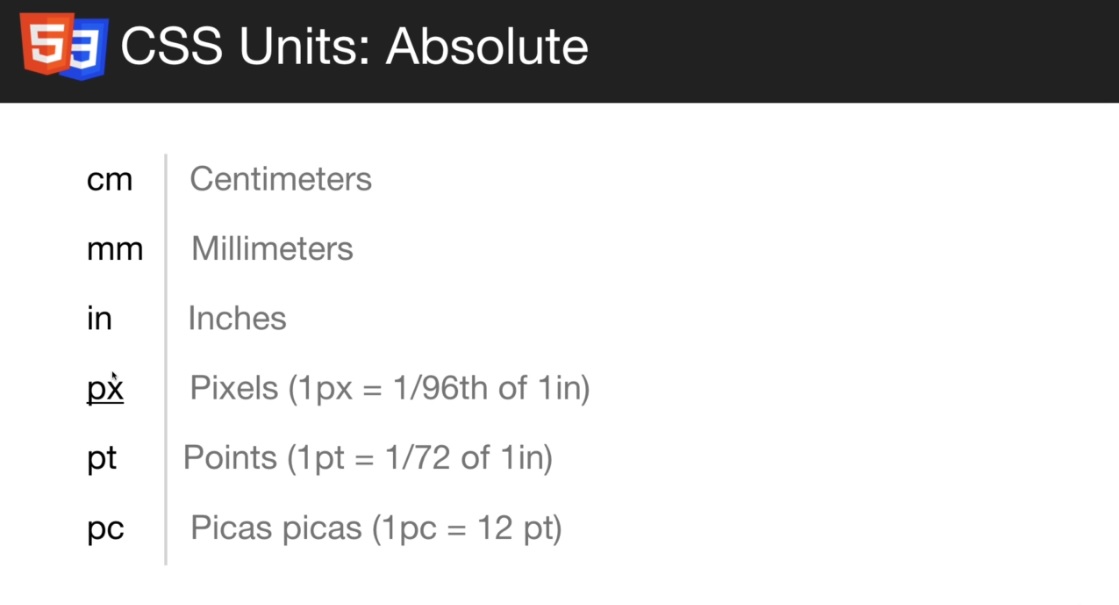 5 3 CSS Units: Absolute
cm Centimeters
mm Millimeters
in Inches
px Pixels (1px = 1/96th of 1in)
pt Points (1pt = 1/72 of 1in)
pc Picas picas (1pc = 12 pt)